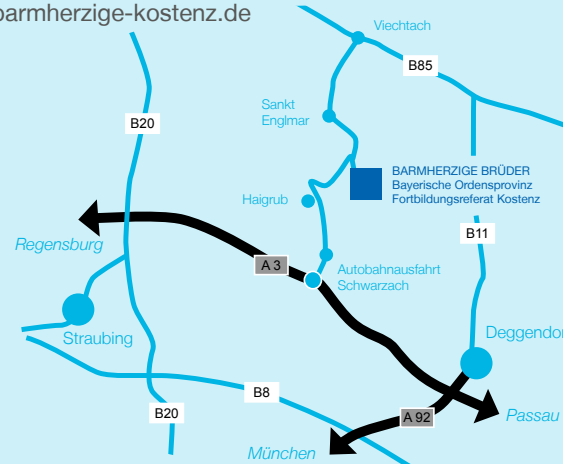 barmherzige-kostenz.de
Viechtach
B85
Sankt
Englmar
B20
BARMHERZIGE BRÜDER
Bayerische Ordensprovinz
Fortbildungsreferat Kostenz
Haigrub
B11
Regensburg
A 3
Autobahnausfahrt
Schwarzach
Straubing
Deggendor
B8
B20
A 92
Passau
München